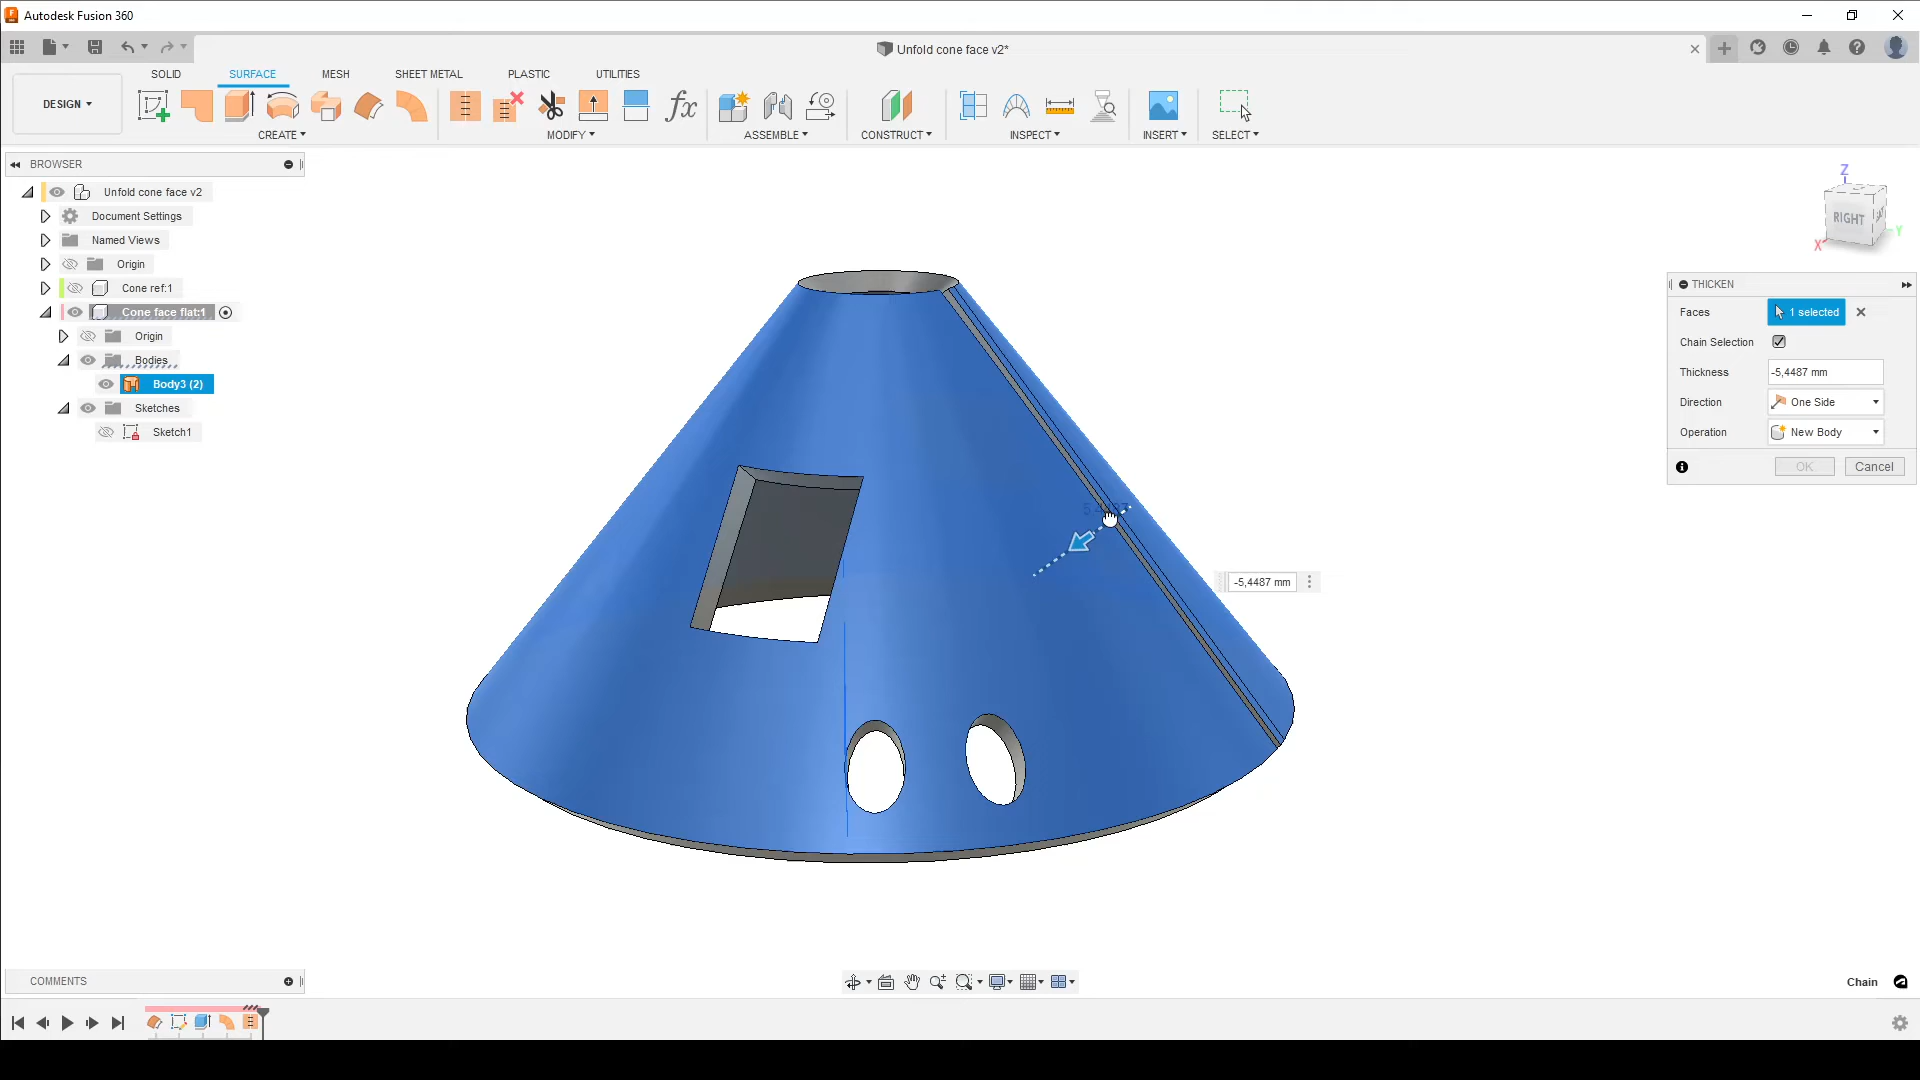 Autodesk Fusion 360
Unfold cone face v2*
SOLID SURFACE MESH SHEET METAL PLASTIC UTILITIES
DESIGN
CREATE MODIFY ASSEMBLE CONSTRUCT INSPECT INSERT SELECT
BROWSER
Unfold cone face v2
Document Settings
Named Views
Origin
Cone ref:1
Cone face flat:1
Origin
Bodies
Body3 (2)
Sketches
Sketch1
Z
RIGHT
X
Y
THICKEN
Faces 1 selected
Chain Selection
Thickness -5,4487 mm
Direction One Side
Operation New Body
OK Cancel
-5,4487 mm
COMMENTS
Chain